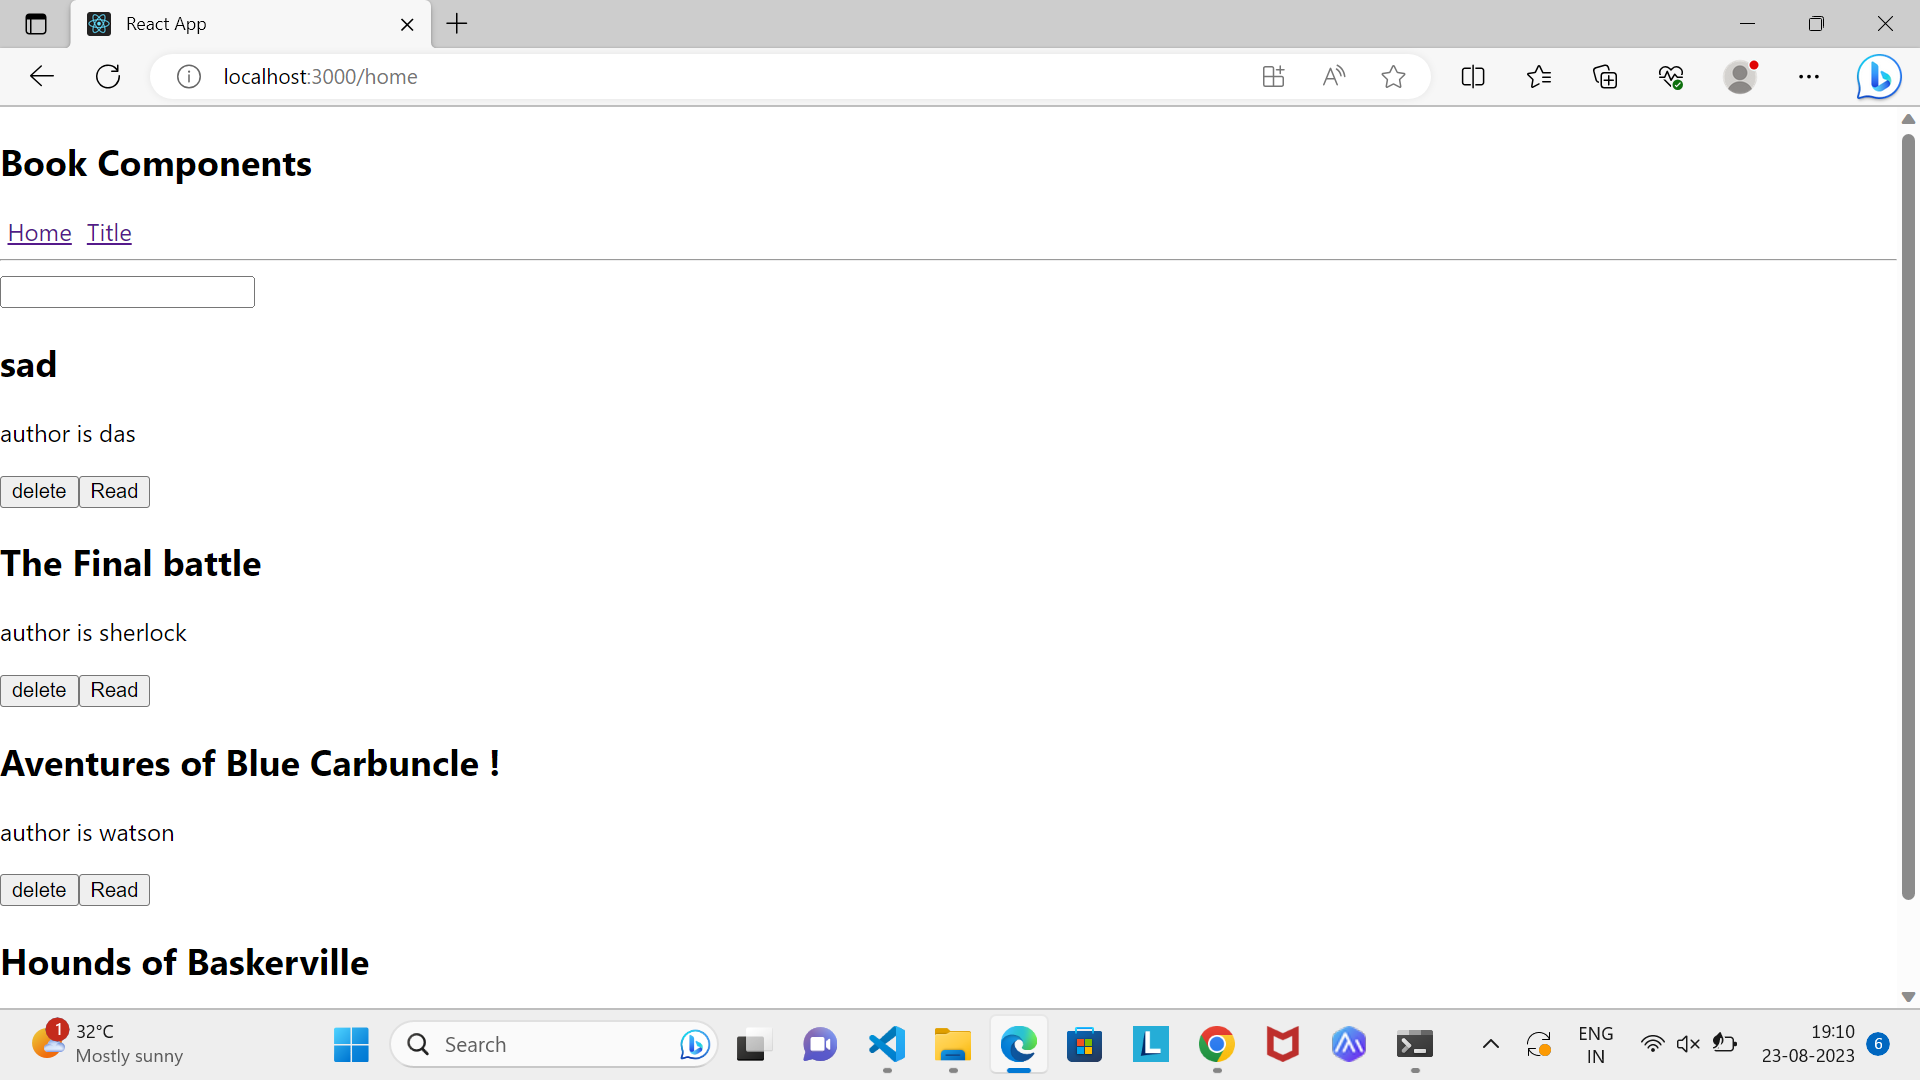 React App
localhost:3000/home
Book Components
Home Title
sad
author is das
delete Read
The Final battle
author is sherlock
delete Read
Aventures of Blue Carbuncle !
author is watson
delete Read
Hounds of Baskerville
1
32°C
Mostly sunny
Search
ENG
IN
19:10
23-08-2023
6